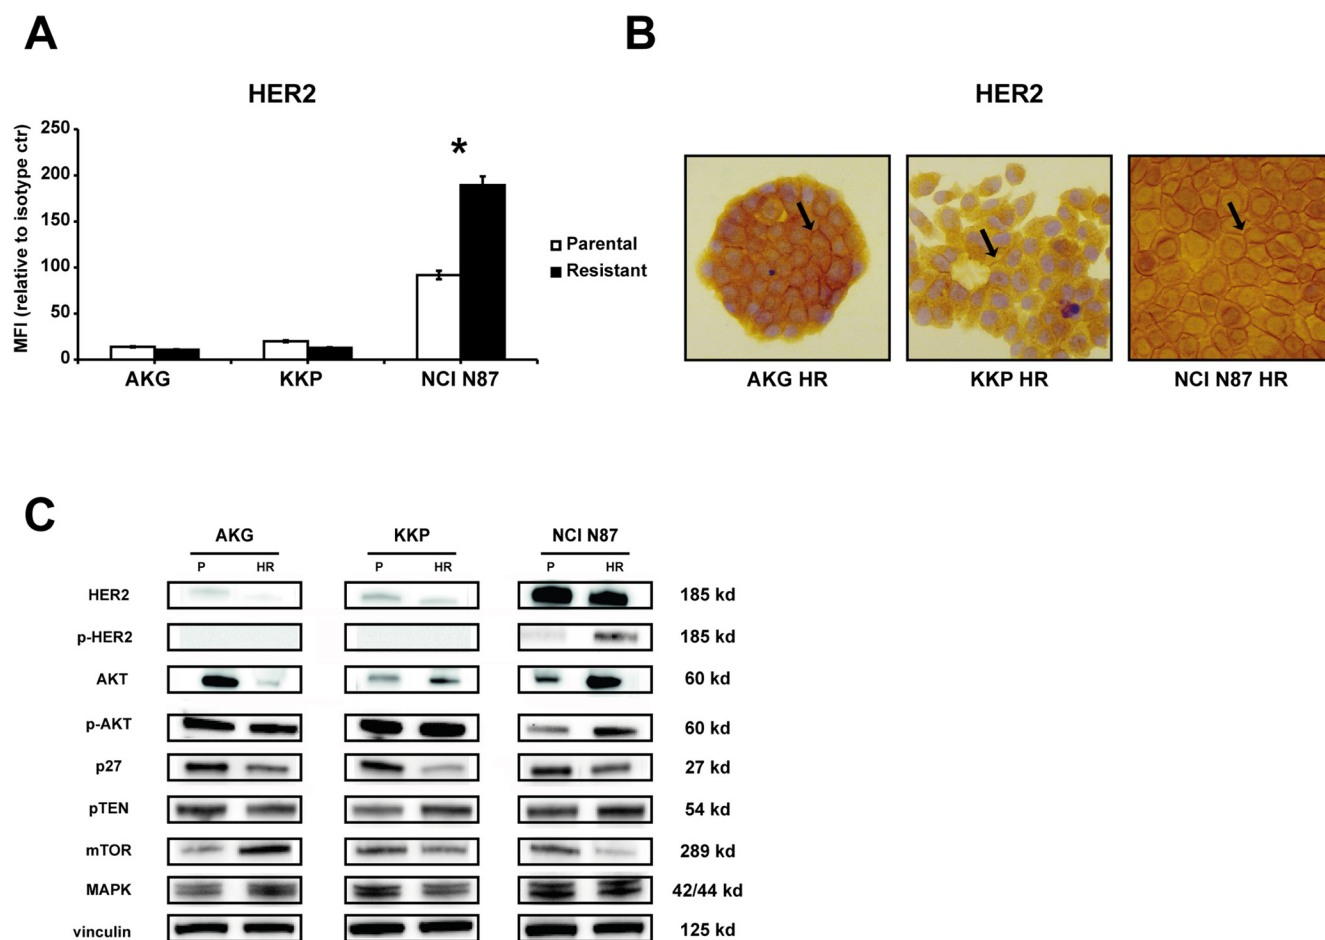 A
HER2
MFI (relative to isotype ctr)
250
200
150
100
50
0
*
Parental
Resistant
AKG
KKP
NCI N87
B
HER2
AKG HR
KKP HR
NCI N87 HR
C
AKG
KKP
NCI N87
P
HR
P
HR
P
HR
HER2
185 kd
p-HER2
185 kd
AKT
60 kd
p-AKT
60 kd
p27
27 kd
pTEN
54 kd
mTOR
289 kd
MAPK
42/44 kd
vinculin
125 kd